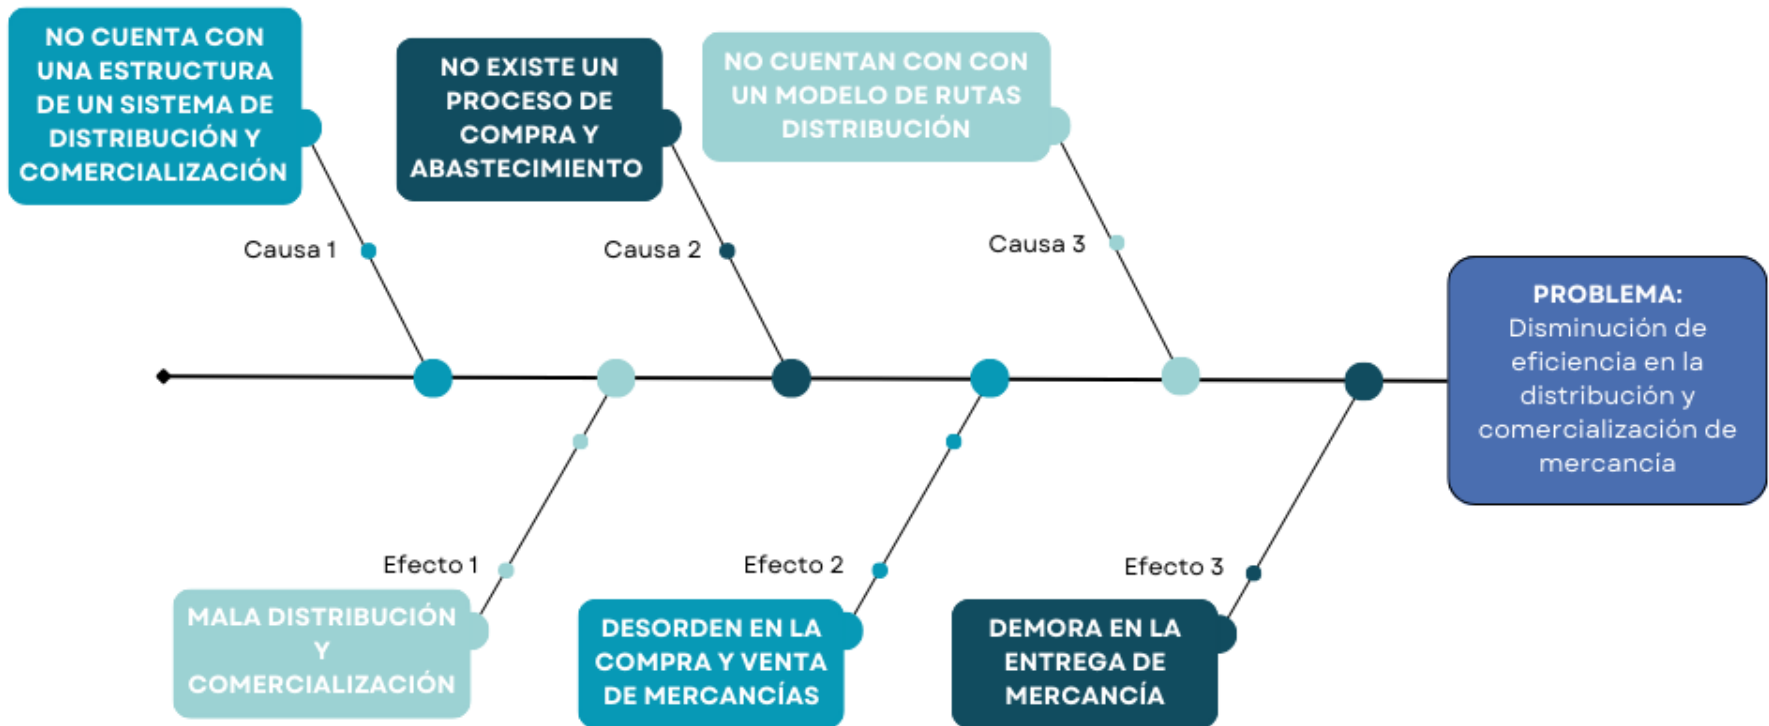 NO CUENTA CON
UNA ESTRUCTURA
DE UN SISTEMA DE
DISTRIBUCIÓN Y
COMERCIALIZACIÓN
NO EXISTE UN
PROCESO DE
COMPRA Y
ABASTECIMIENTO
NO CUENTAN CON CON
UN MODELO DE RUTAS
DISTRIBUCIÓN
Causa 1
Causa 2
Causa 3
PROBLEMA:
Disminución de
eficiencia en la
distribución y
comercialización de
mercancía
Efecto 1
Efecto 2
Efecto 3
MALA DISTRIBUCIÓN
Y
COMERCIALIZACIÓN
DESORDEN EN LA
COMPRA Y VENTA
DE MERCANCÍAS
DEMORA EN LA
ENTREGA DE
MERCANCÍA